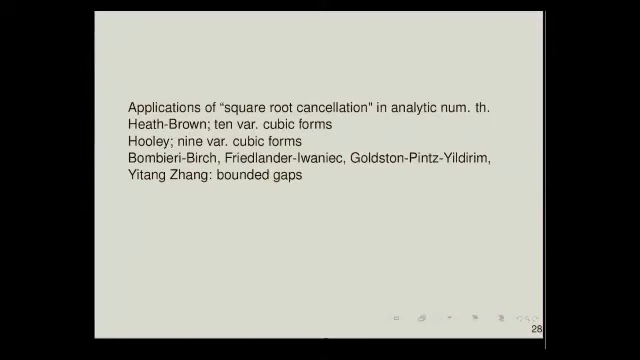 Applications of “square root cancellation" in analytic num. th.
Heath-Brown; ten var. cubic forms
Hooley; nine var. cubic forms
Bombieri-Birch, Friedlander-Iwaniec, Goldston-Pintz-Yildirim,
Yitang Zhang: bounded gaps
28